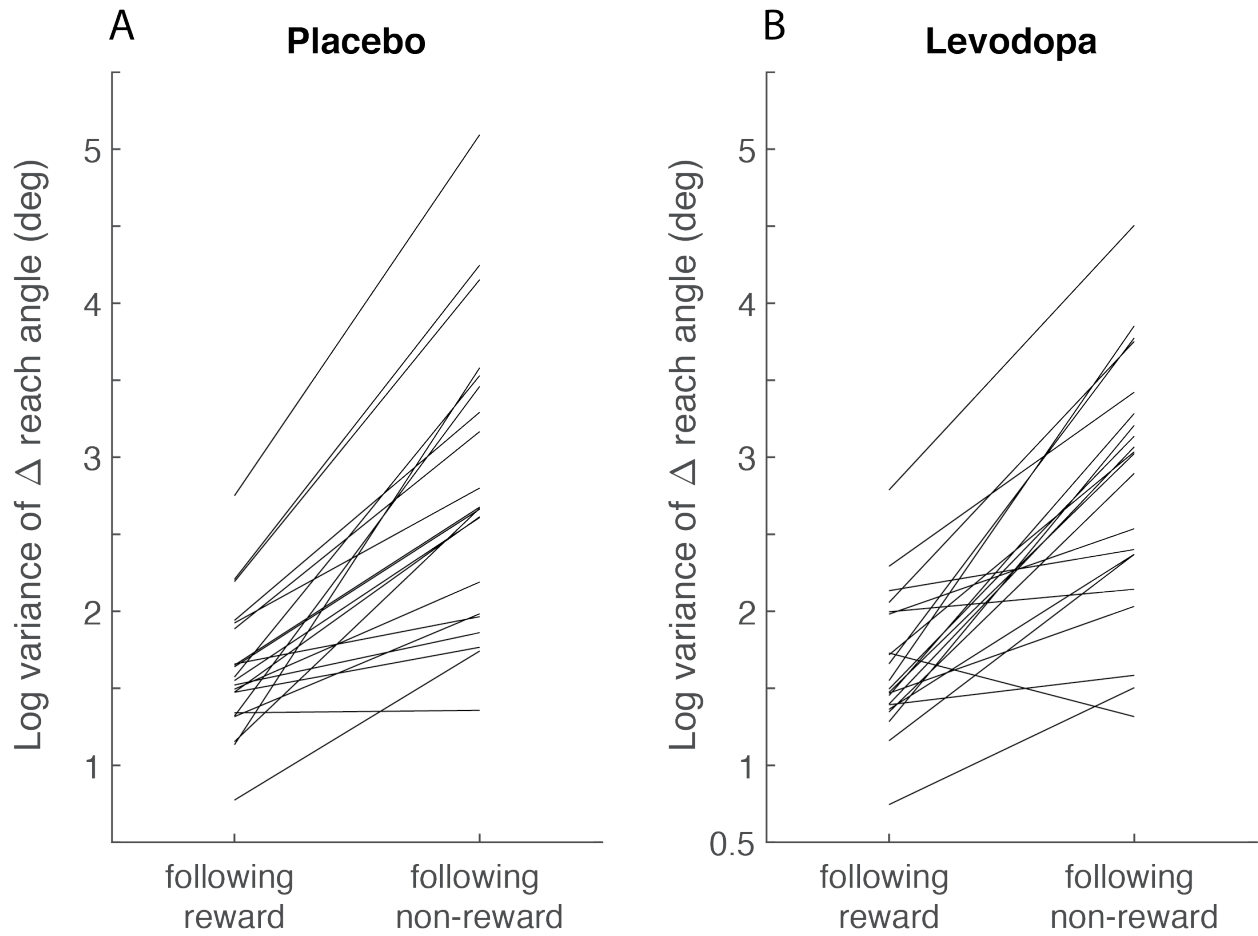 A
Placebo
Log variance of Δ reach angle (deg)
5
4
3
2
1
following
reward
following
non-reward
B
Levodopa
Log variance of Δ reach angle (deg)
5
4
3
2
1
0.5
following
reward
following
non-reward